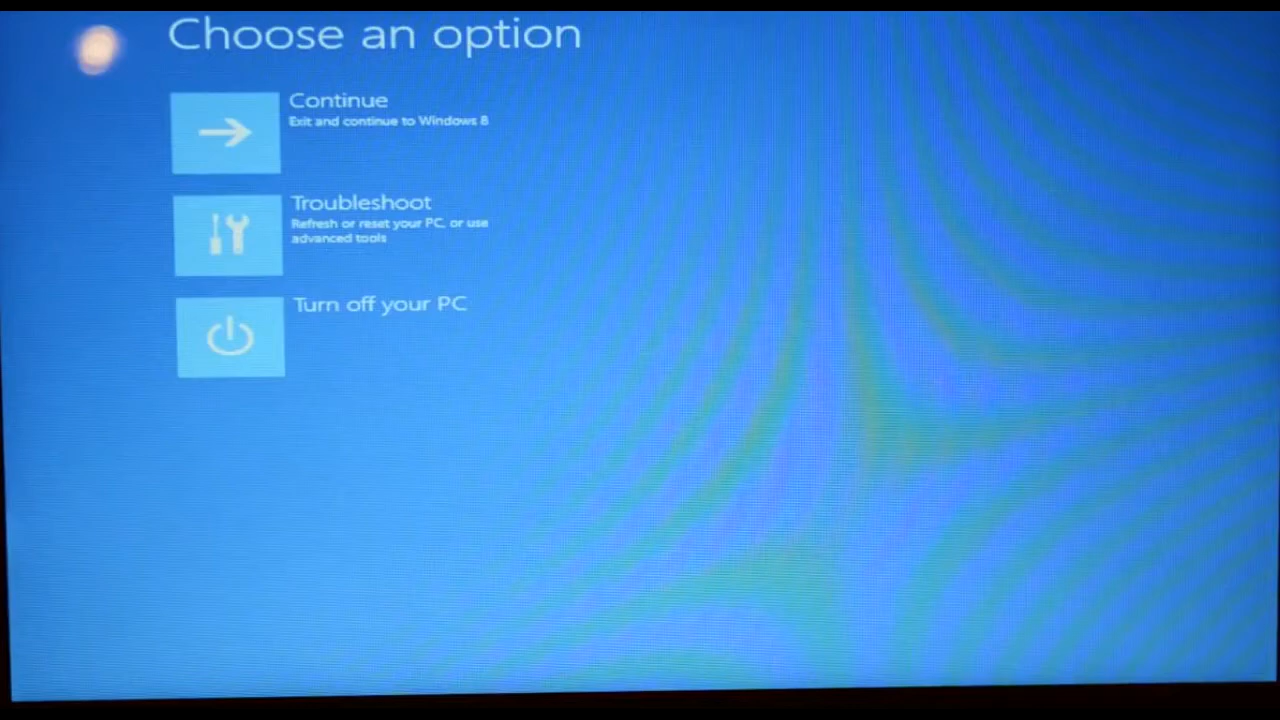 Choose an option
Continue
Exit and continue to Windows 8
Troubleshoot
Refresh or reset your PC, or use
advanced tools
Turn off your PC